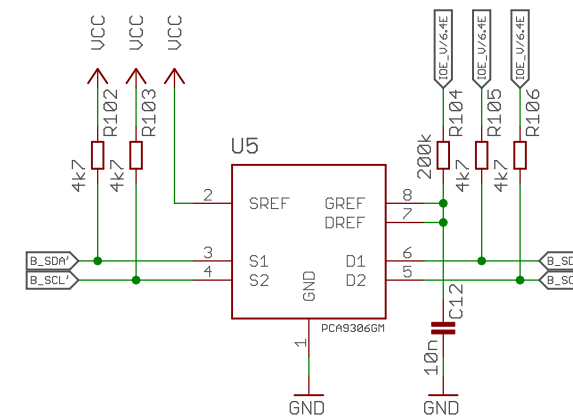 VCC
VCC
VCC
IOE_V/6.4E
IOE_V/6.4E
IOE_V/6.4E
R102
R103
R104
R105
R106
4k7
4k7
200k
4k7
4k7
U5
2
SREF
GREF
8
DREF
7
B_SDA'
3
S1
D1
6
B_SD
B_SCL'
4
S2
D2
5
B_SC
GND
PCA9306GM
1
C12
10n
GND
GND